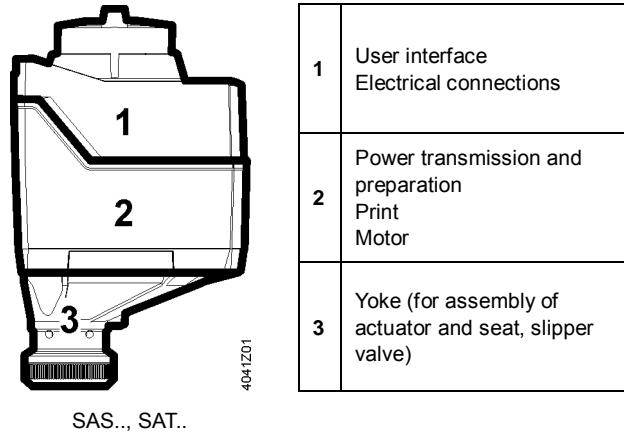 1
2
3
4041Z01
SAS.., SAT..
1
User interface
Electrical connections
2
Power transmission and
preparation
Print
Motor
3
Yoke (for assembly of
actuator and seat, slipper
valve)